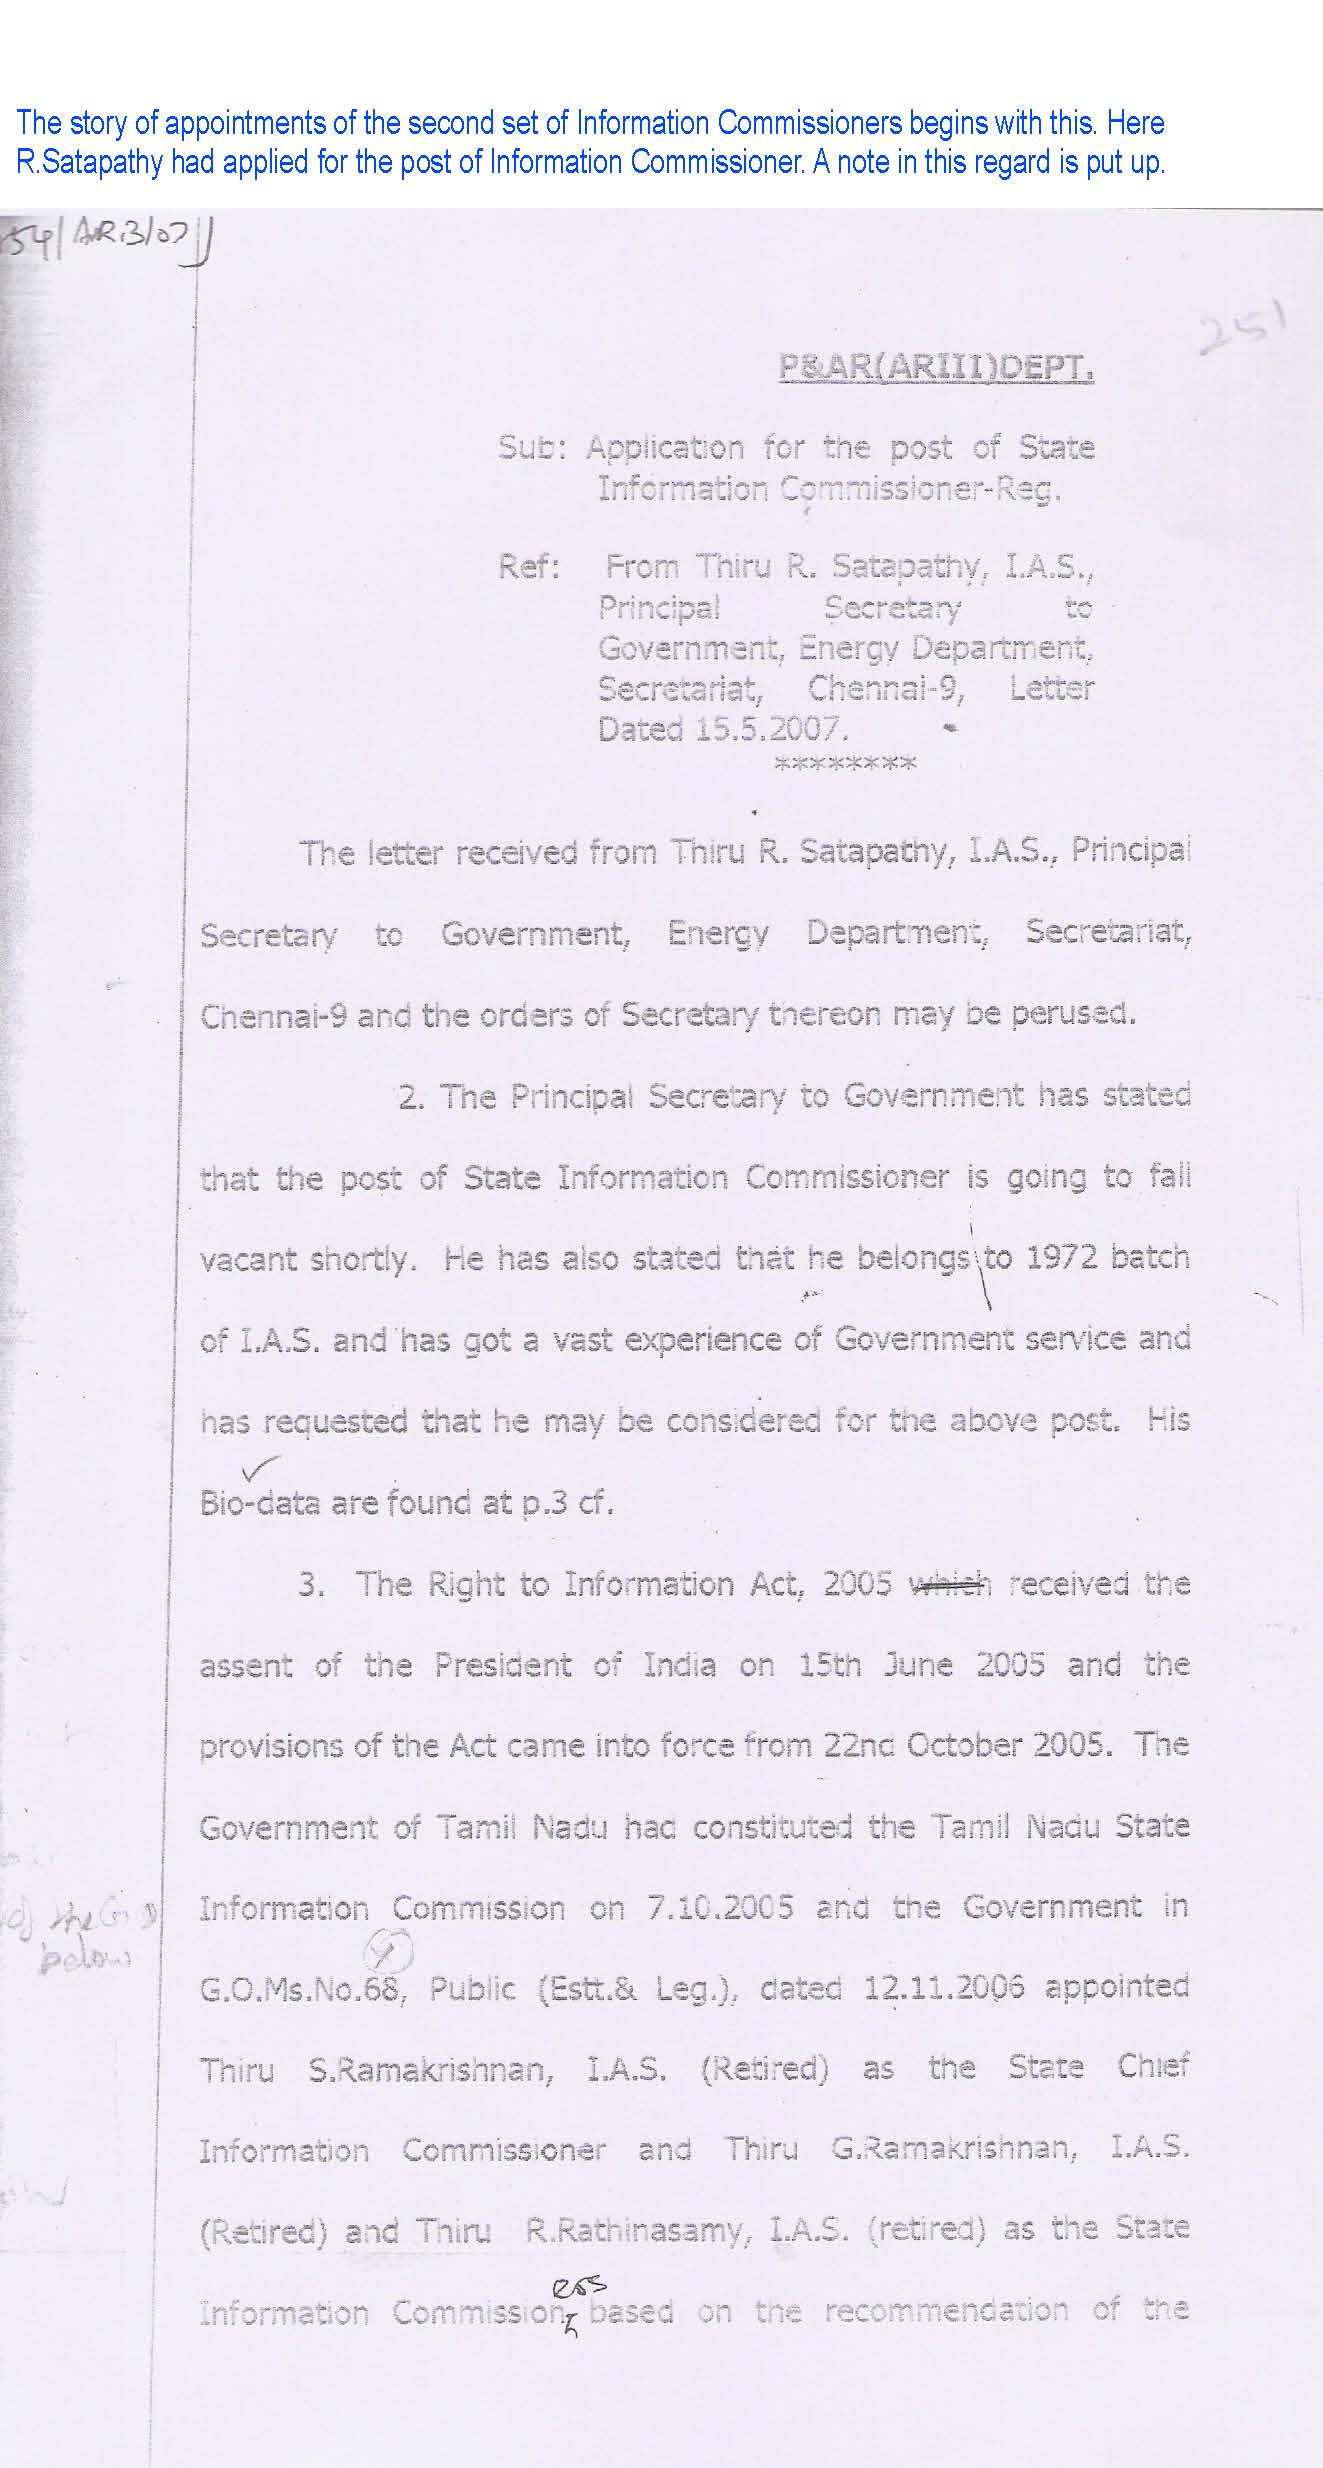 The story of appointments of the second set of Information Commissioners begins with this. Here
R.Satapathy had applied for the post of Information Commissioner. A note in this regard is put up.
54/AR.3/07
251
P&AR(ARIII)DEPT.
Sub: Application for the post of State
Information Commissioner-Reg.
Ref: From Thiru R. Satapathy, I.A.S.,
Principal Secretary to
Government, Energy Department,
Secretariat, Chennai-9, Letter
Dated 15.5.2007.
********
The letter received from Thiru R. Satapathy, I.A.S., Principal
Secretary to Government, Energy Department, Secretariat,
Chennai-9 and the orders of Secretary thereon may be perused.
2. The Principal Secretary to Government has stated
that the post of State Information Commissioner is going to fall
vacant shortly. He has also stated that he belongs to 1972 batch
of I.A.S. and has got a vast experience of Government service and
has requested that he may be considered for the above post. His
Bio-data are found at p.3 cf.
3. The Right to Information Act, 2005 which received the
assent of the President of India on 15th June 2005 and the
provisions of the Act came into force from 22nd October 2005. The
Government of Tamil Nadu had constituted the Tamil Nadu State
Information Commission on 7.10.2005 and the Government in
the G
below
G.O.Ms.No.68, Public (Estt.& Leg.), dated 12.11.2006 appointed
Thiru S.Ramakrishnan, I.A.S. (Retired) as the State Chief
Information Commissioner and Thiru G.Ramakrishnan, I.A.S.
(Retired) and Thiru R.Rathinasamy, I.A.S. (retired) as the State
ers
Information Commission based on the recommendation of the